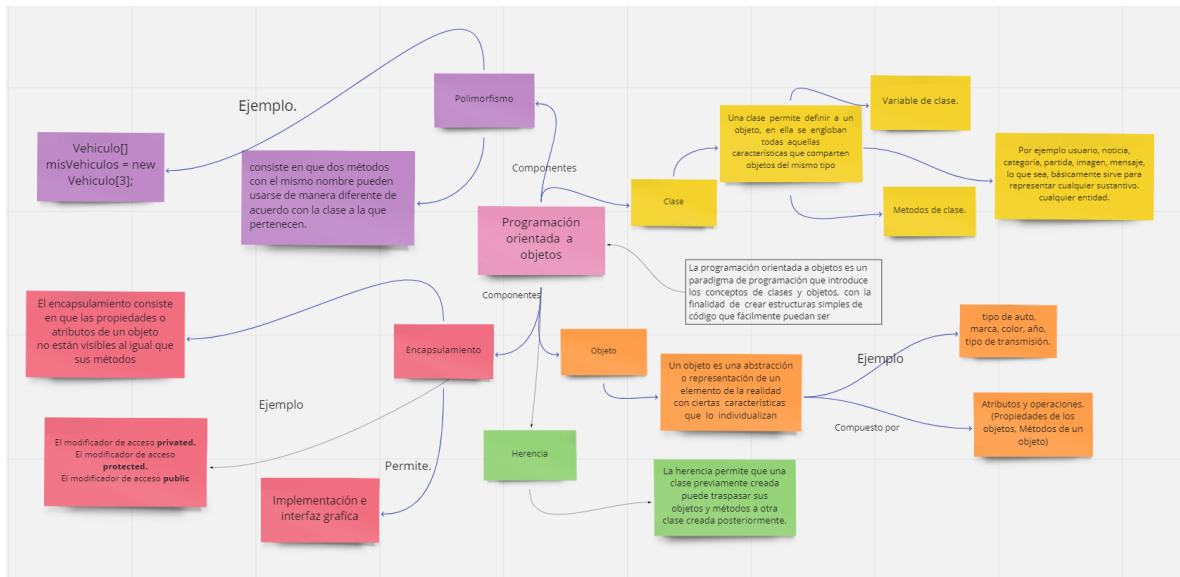 Polimorfismo
Ejemplo.
Vehiculo[]
misVehiculos = new
Vehiculo[3];
consiste en que dos métodos
con el mismo nombre pueden
usarse de manera diferente de
acuerdo con la clase a la que
pertenecen.
Componentes
Programación
orientada a
objetos
Clase
Una clase permite definir a un
objeto, en ella se engloban
todas aquellas
características que comparten
objetos del mismo tipo
Variable de clase.
Por ejemplo usuario, noticia,
categoría, partida, imagen, mensaje,
lo que sea, básicamente sirve para
representar cualquier sustantivo.
cualquier entidad.
Metodos de clase.
La programación orientada a objetos es un
paradigma de programación que introduce
los conceptos de clases y objetos, con la
finalidad de crear estructuras simples de
código que fácilmente puedan ser
Componentes
El encapsulamiento consiste
en que las propiedades o
atributos de un objeto
no están visibles al igual que
sus métodos
Encapsulamiento
Ejemplo
El modificador de acceso privated.
El modificador de acceso
protected.
El modificador de acceso public
Permite.
Implementación e
interfaz grafica
Objeto
Un objeto es una abstracción
o representación de un
elemento de la realidad
con ciertas características
que lo individualizan
Ejemplo
tipo de auto,
marca, color, año,
tipo de transmisión.
Compuesto por
Atributos y operaciones.
(Propiedades de los
objetos, Métodos de un
objeto)
Herencia
La herencia permite que una
clase previamente creada
puede traspasar sus
objetos y métodos a otra
clase creada posteriormente.